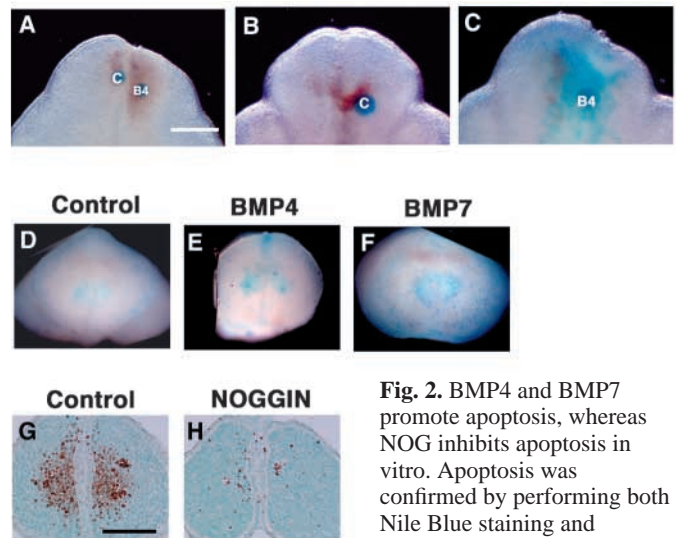 A
C
B4
B
C
C
B4
Control
BMP4
BMP7
D
E
F
Control
NOGGIN
G
H
Fig. 2. BMP4 and BMP7
promote apoptosis, whereas
NOG inhibits apoptosis in
vitro. Apoptosis was
confirmed by performing both
Nile Blue staining and